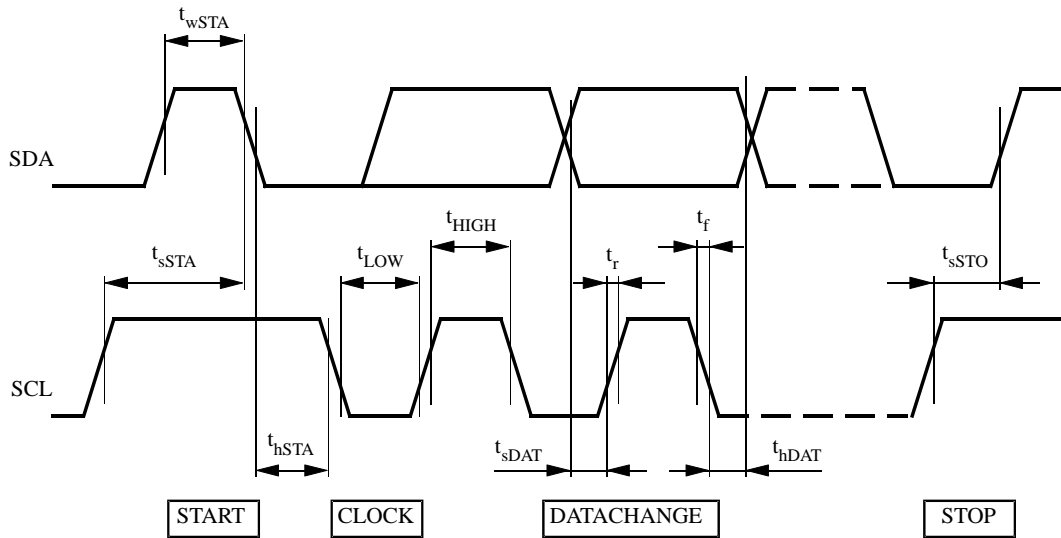 twSTA
SDA
tHIGH
tf
tLOW
tr
tsSTA
tsSTO
SCL
thSTA
tsDAT
thDAT
START
CLOCK
DATACHANGE
STOP